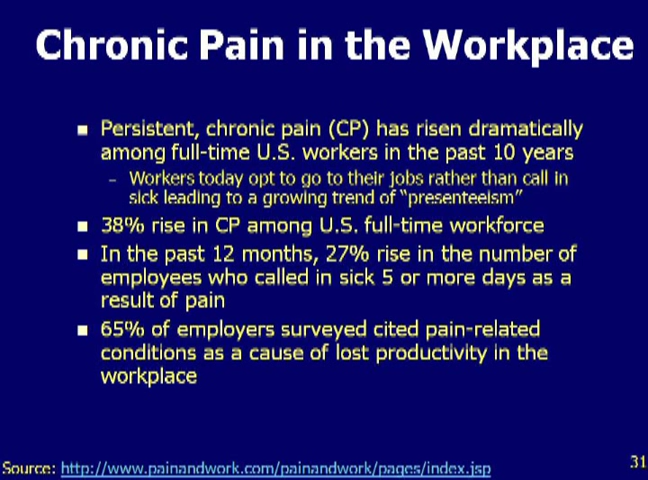 Chronic Pain in the Workplace
■ Persistent, chronic pain (CP) has risen dramatically
among full-time U.S. workers in the past 10 years
– Workers today opt to go to their jobs rather than call in
sick leading to a growing trend of “presenteeism”
■ 38% rise in CP among U.S. full-time workforce
■ In the past 12 months, 27% rise in the number of
employees who called in sick 5 or more days as a
result of pain
■ 65% of employers surveyed cited pain-related
conditions as a cause of lost productivity in the
workplace
31
Source: http://www.painandwork.com/painandwork/pages/index.jsp